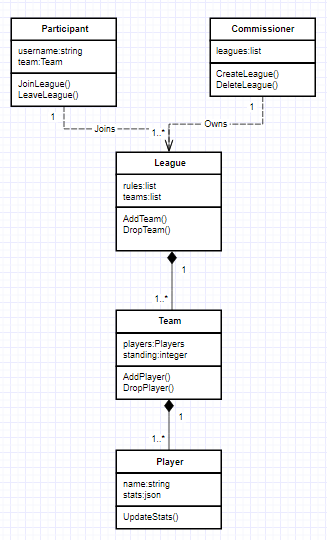 Participant
username:string
team:Team
JoinLeague()
LeaveLeague()
Commissioner
leagues:list
CreateLeague()
DeleteLeague()
1
1
Joins
Owns
1..*
League
rules:list
teams:list
AddTeam()
DropTeam()
1
1..*
Team
players:Players
standing:integer
AddPlayer()
DropPlayer()
1
1..*
Player
name:string
stats:json
UpdateStats()